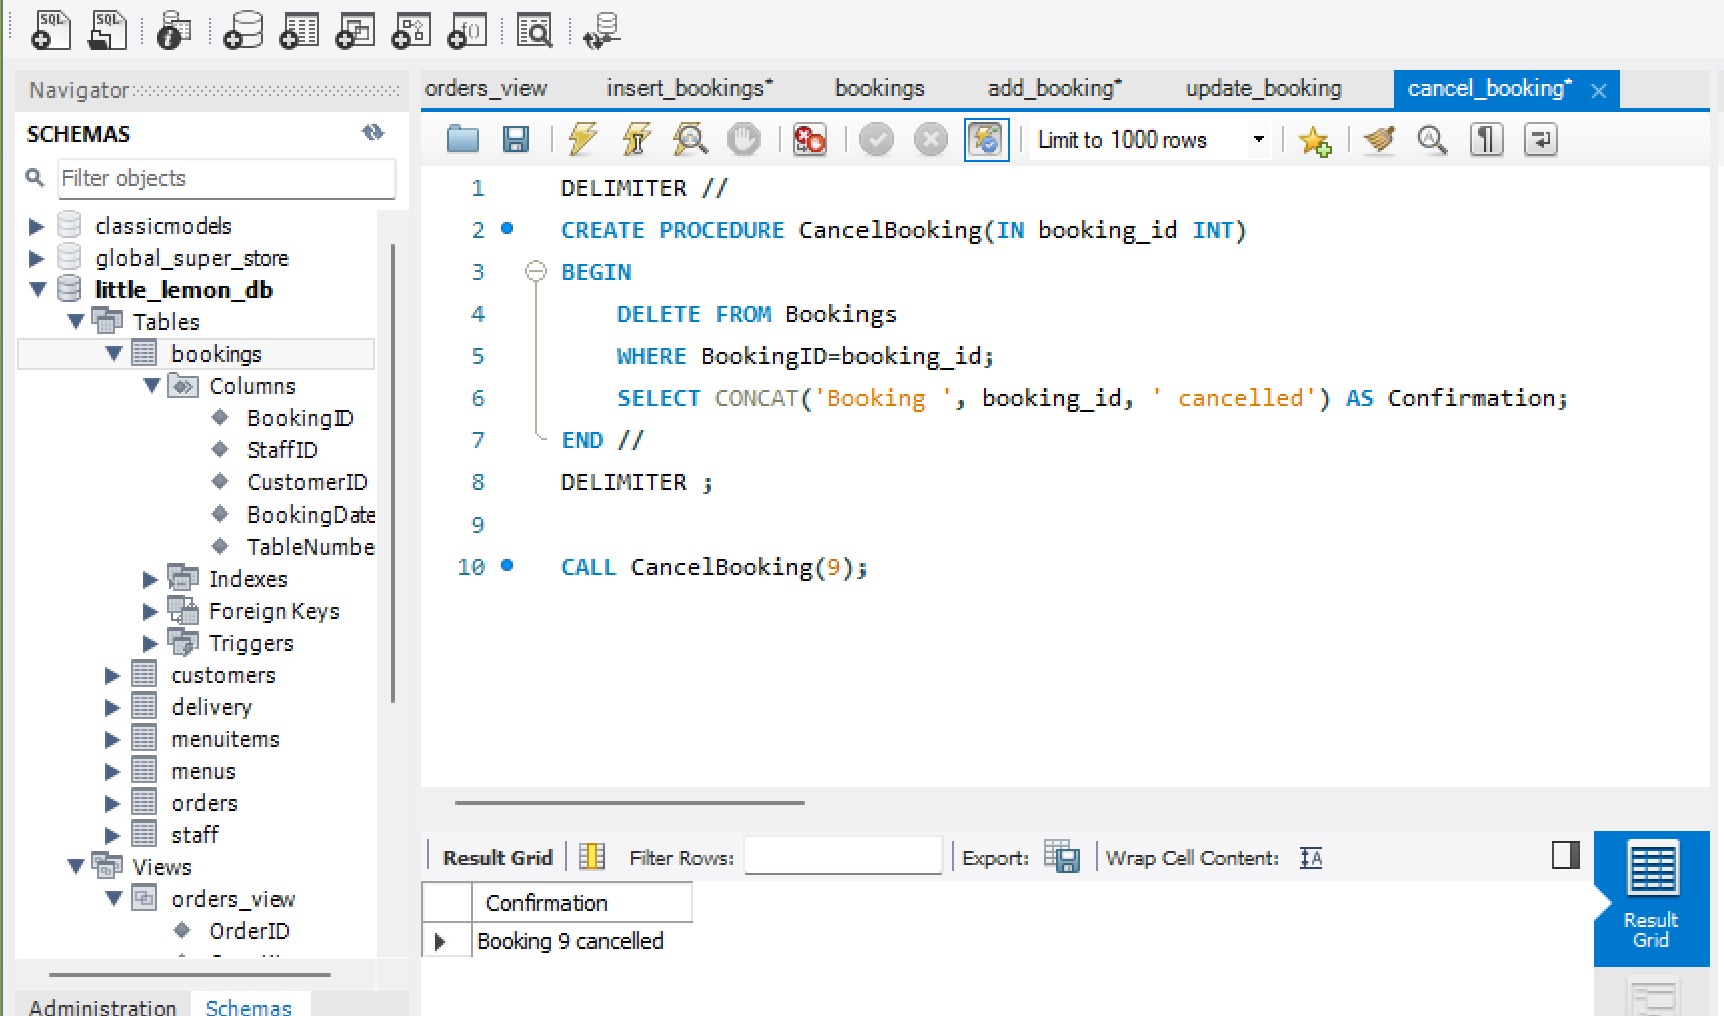 SQL SQL f()
Navigator
SCHEMAS
Filter objects
classicmodels
global_super_store
little_lemon_db
Tables
bookings
Columns
BookingID
StaffID
CustomerID
BookingDate
TableNumbe
Indexes
Foreign Keys
Triggers
customers
delivery
menuitems
menus
orders
staff
Views
orders_view
OrderID
Administration Schemas
orders_view insert_bookings* bookings add_booking* update_booking cancel_booking*
Limit to 1000 rows
1 DELIMITER //
2 CREATE PROCEDURE CancelBooking(IN booking_id INT)
3 BEGIN
4 DELETE FROM Bookings
5 WHERE BookingID=booking_id;
6 SELECT CONCAT('Booking ', booking_id, ' cancelled') AS Confirmation;
7 END //
8 DELIMITER ;
9
10 CALL CancelBooking(9);
Result Grid Filter Rows: Export: Wrap Cell Content:
Confirmation
Booking 9 cancelled
Result
Grid